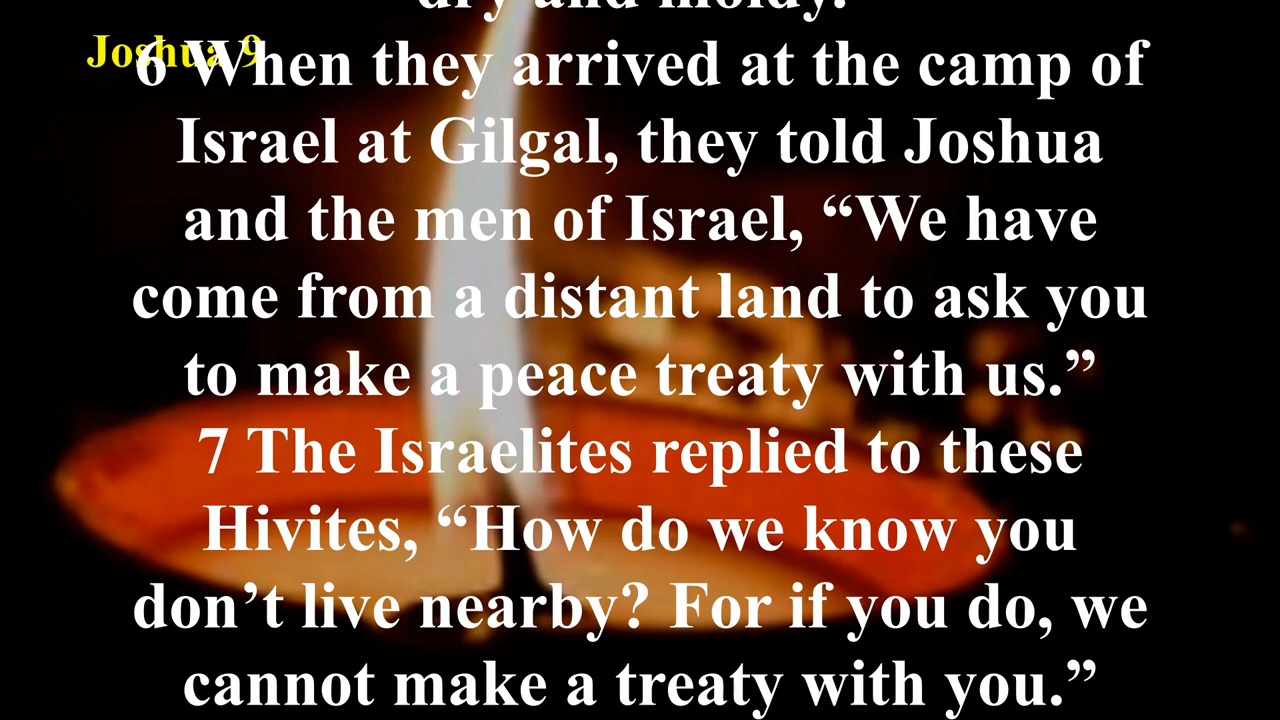 dry and moldy.
Joshua 9
6 When they arrived at the camp of
Israel at Gilgal, they told Joshua
and the men of Israel, “We have
come from a distant land to ask you
to make a peace treaty with us.”
7 The Israelites replied to these
Hivites, “How do we know you
don’t live nearby? For if you do, we
cannot make a treaty with you.”